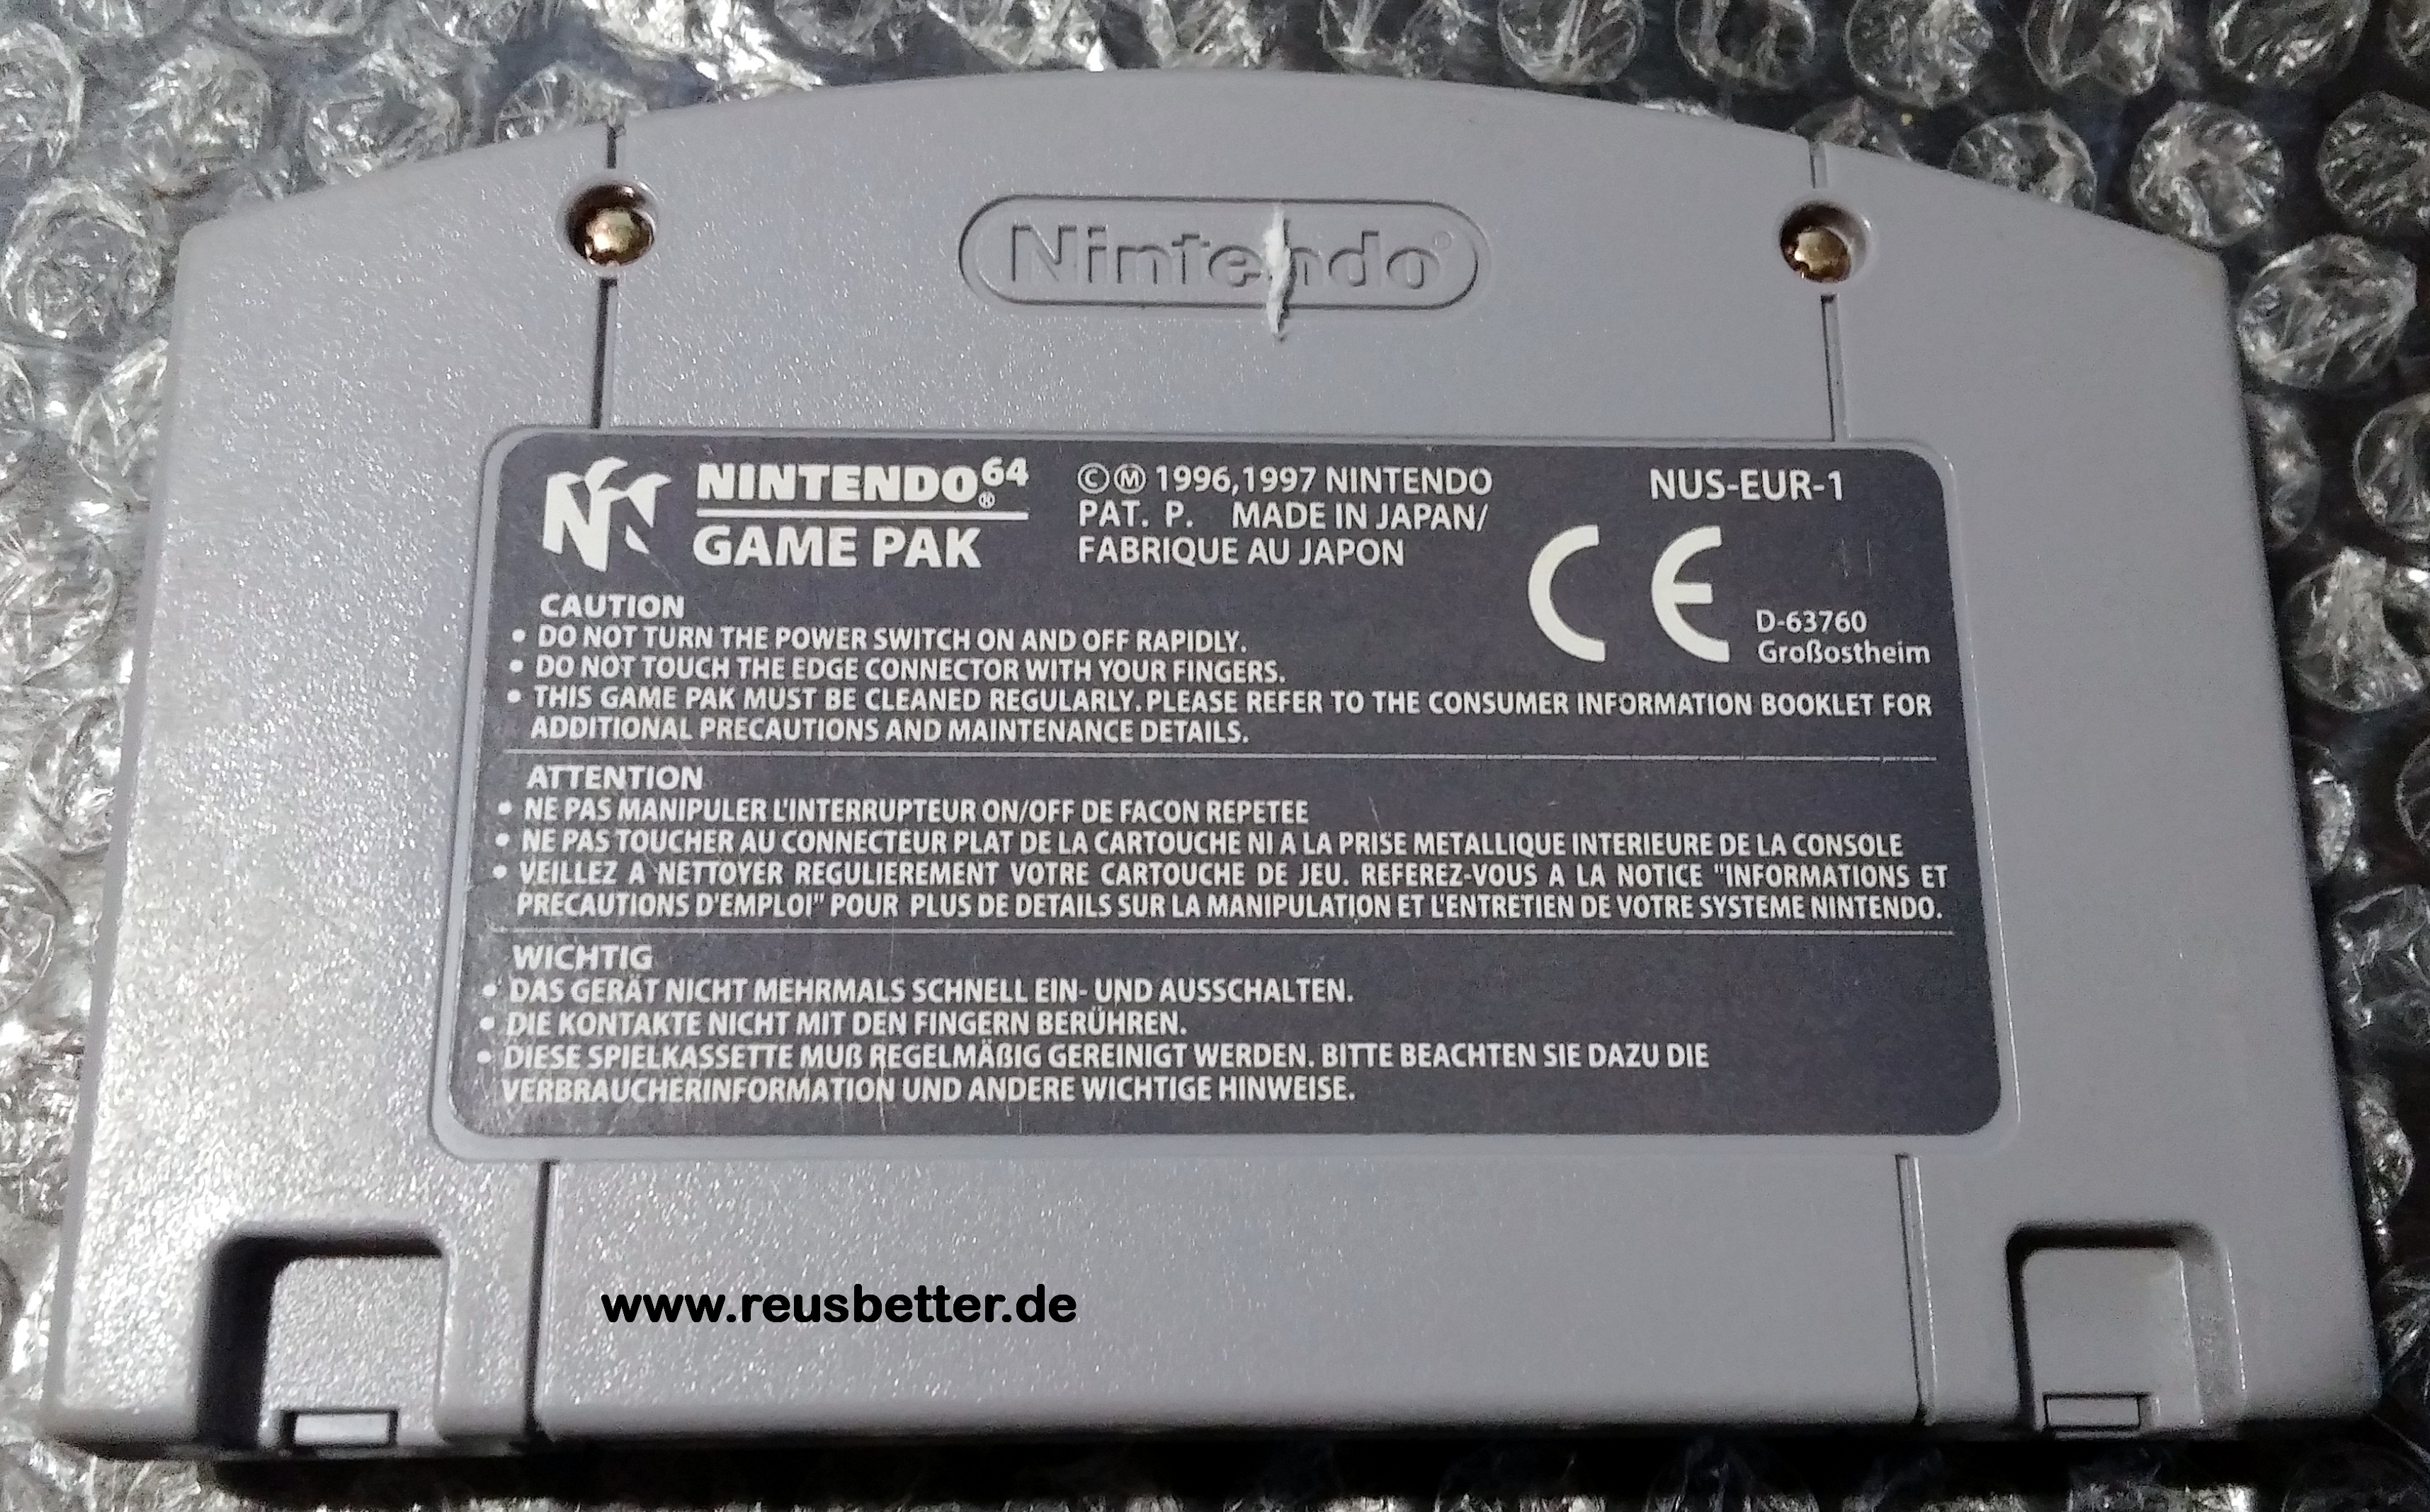 Nintendo®
NINTENDO64®
GAME PAK
©Ⓜ 1996,1997 NINTENDO
PAT. P. MADE IN JAPAN/
FABRIQUE AU JAPON
NUS-EUR-1
CE
D-63760
Großostheim
CAUTION
• DO NOT TURN THE POWER SWITCH ON AND OFF RAPIDLY.
• DO NOT TOUCH THE EDGE CONNECTOR WITH YOUR FINGERS.
• THIS GAME PAK MUST BE CLEANED REGULARLY. PLEASE REFER TO THE CONSUMER INFORMATION BOOKLET FOR
ADDITIONAL PRECAUTIONS AND MAINTENANCE DETAILS.
ATTENTION
• NE PAS MANIPULER L'INTERRUPTEUR ON/OFF DE FACON REPETEE
• NE PAS TOUCHER AU CONNECTEUR PLAT DE LA CARTOUCHE NI A LA PRISE METALLIQUE INTERIEURE DE LA CONSOLE
• VEILLEZ A NETTOYER REGULIEREMENT VOTRE CARTOUCHE DE JEU. REFEREZ-VOUS A LA NOTICE "INFORMATIONS ET
PRECAUTIONS D'EMPLOI" POUR PLUS DE DETAILS SUR LA MANIPULATION ET L'ENTRETIEN DE VOTRE SYSTEME NINTENDO.
WICHTIG
• DAS GERÄT NICHT MEHRMALS SCHNELL EIN- UND AUSSCHALTEN.
• DIE KONTAKTE NICHT MIT DEN FINGERN BERÜHREN.
• DIESE SPIELKASSETTE MUß REGELMÄßIG GEREINIGT WERDEN. BITTE BEACHTEN SIE DAZU DIE
VERBRAUCHERINFORMATION UND ANDERE WICHTIGE HINWEISE.
www.reusbetter.de